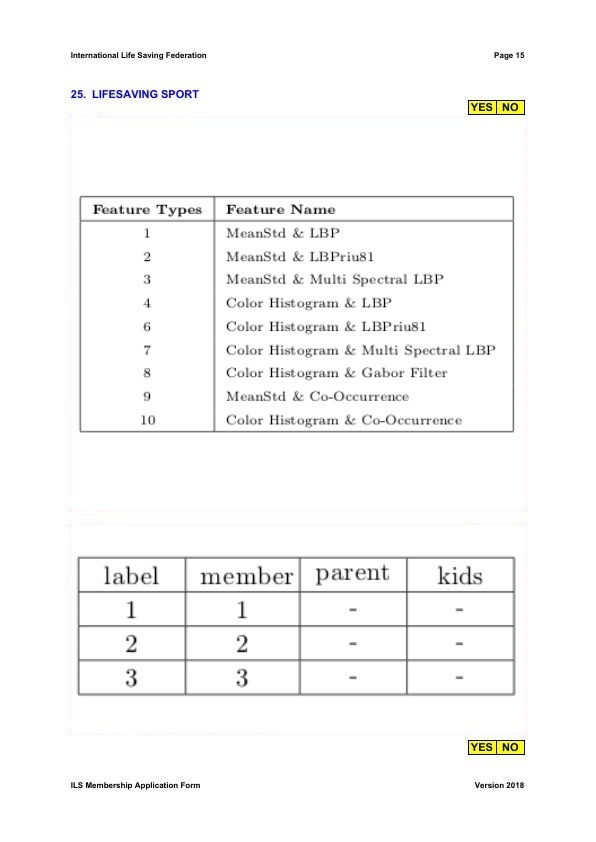 International Life Saving Federation Page 15
25. LIFESAVING SPORT
YES NO
Feature Types Feature Name
1 MeanStd & LBP
2 MeanStd & LBPriu81
3 MeanStd & Multi Spectral LBP
4 Color Histogram & LBP
6 Color Histogram & LBPriu81
7 Color Histogram & Multi Spectral LBP
8 Color Histogram & Gabor Filter
9 MeanStd & Co-Occurrence
10 Color Histogram & Co-Occurrence
label member parent kids
1 1 - -
2 2 - -
3 3 - -
YES NO
ILS Membership Application Form Version 2018